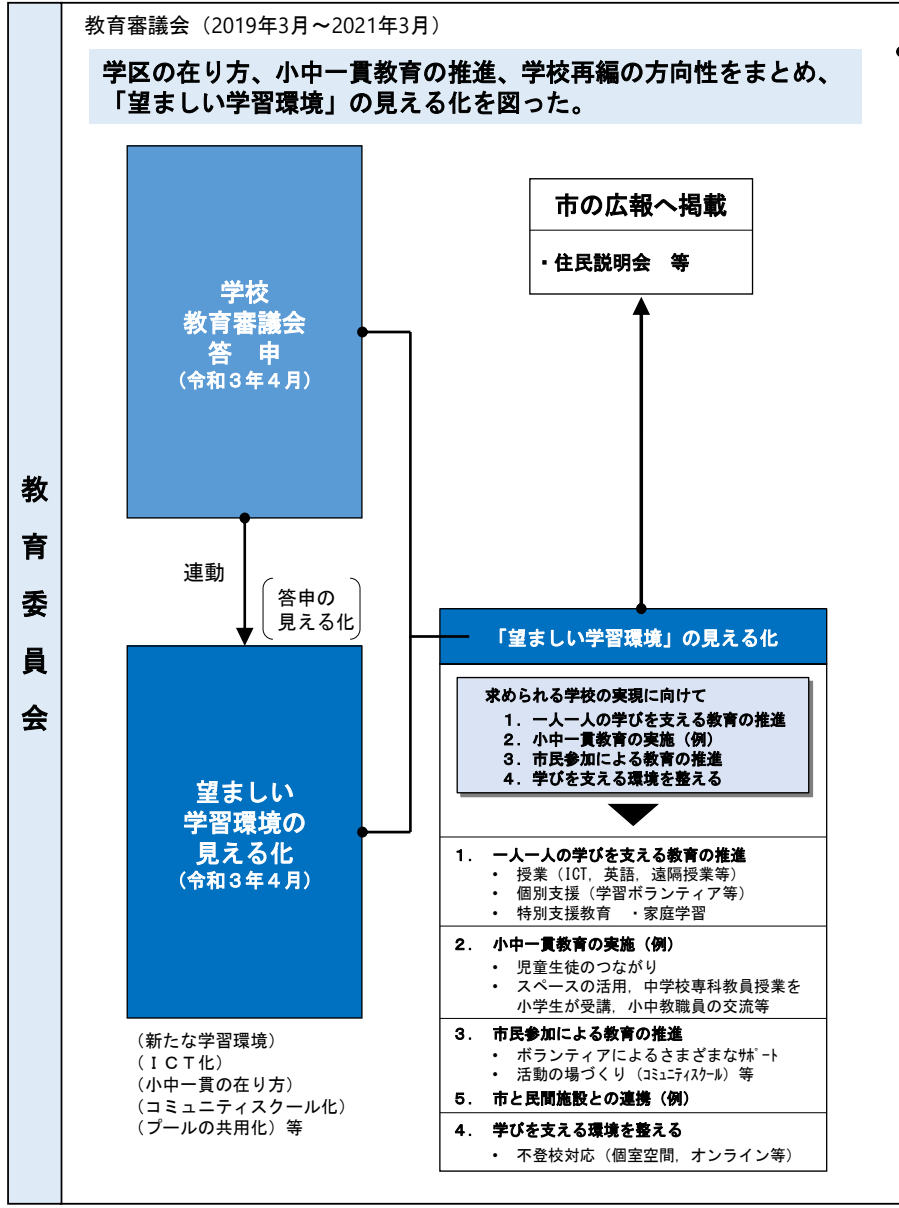 教育委員会
教育審議会（2019年3月～2021年3月）
学区の在り方、小中一貫教育の推進、学校再編の方向性をまとめ、
「望ましい学習環境」の見える化を図った。
学校
教育審議会
答　申
（令和３年４月）
市の広報へ掲載
・住民説明会　等
連動
答申の
見える化
望ましい
学習環境の
見える化
（令和３年４月）
（新たな学習環境）
（ＩＣＴ化）
（小中一貫の在り方）
（コミュニティスクール化）
（プールの共用化）等
「望ましい学習環境」の見える化
求められる学校の実現に向けて
１．一人一人の学びを支える教育の推進
２．小中一貫教育の実施（例）
３．市民参加による教育の推進
４．学びを支える環境を整える
１．　一人一人の学びを支える教育の推進
• 授業（ICT，英語，遠隔授業等）
• 個別支援（学習ボランティア等）
• 特別支援教育　・家庭学習
２．　小中一貫教育の実施（例）
• 児童生徒のつながり
• スペースの活用，中学校専科教員授業を
小学生が受講，小中教職員の交流等
３．　市民参加による教育の推進
• ボランティアによるさまざまなｻﾎﾟｰﾄ
• 活動の場づくり（ｺﾐｭﾆﾃｨｽｸｰﾙ）等
５．　市と民間施設との連携（例）
４．　学びを支える環境を整える
• 不登校対応（個室空間，オンライン等）